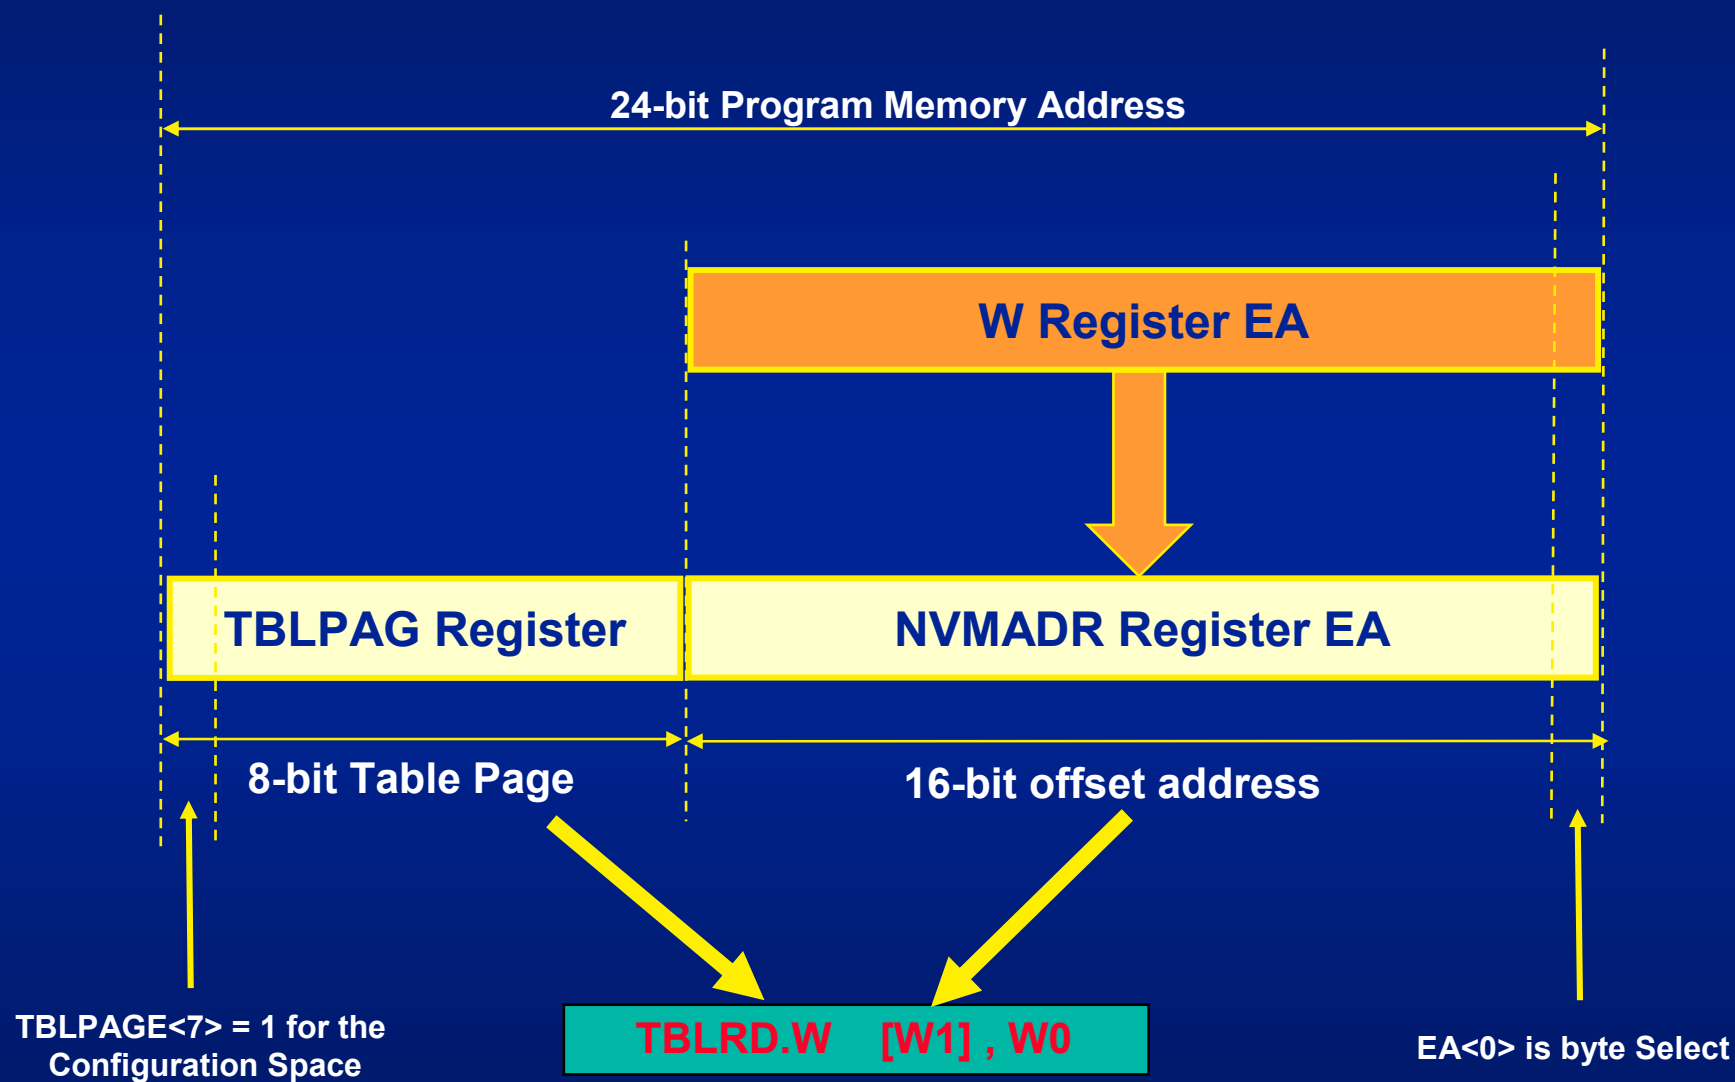 24-bit Program Memory Address
W Register EA
TBLPAG Register
NVMADR Register EA
8-bit Table Page
16-bit offset address
TBLPAGE<7> = 1 for the
Configuration Space
TBLRD.W [W1] , W0
EA<0> is byte Select